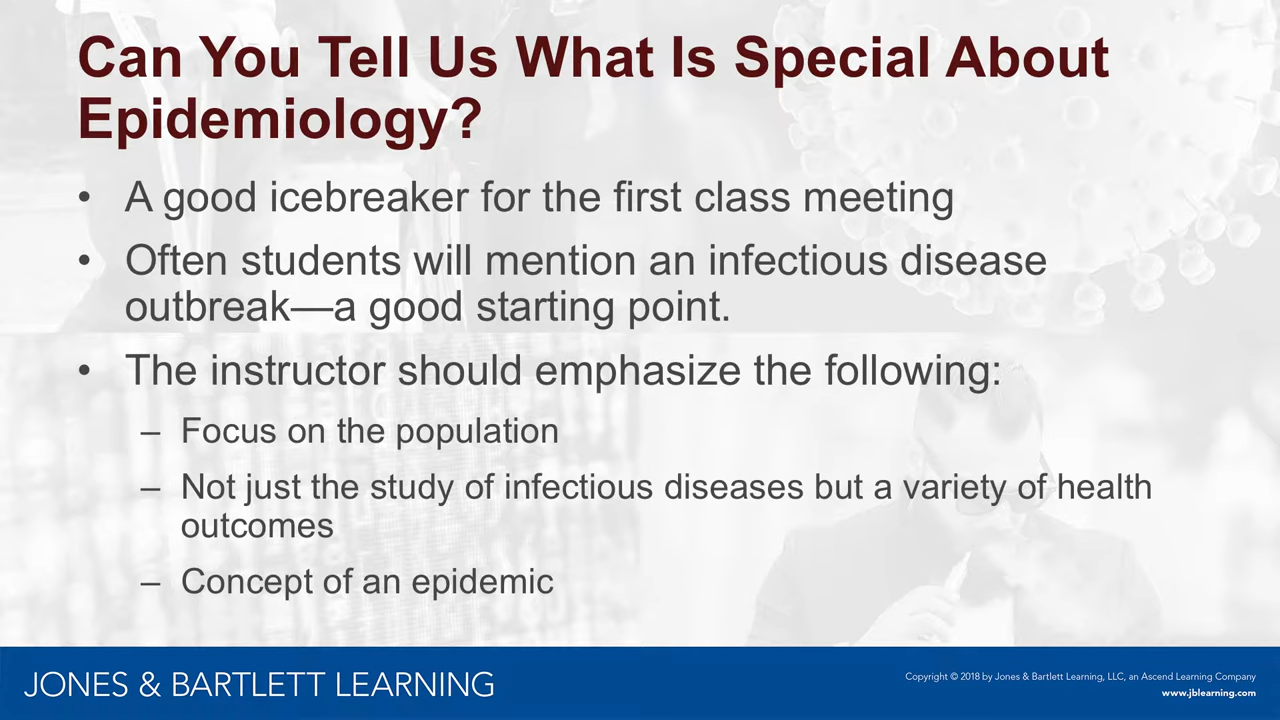 Can You Tell Us What Is Special About
Epidemiology?
• A good icebreaker for the first class meeting
• Often students will mention an infectious disease
outbreak—a good starting point.
• The instructor should emphasize the following:
– Focus on the population
– Not just the study of infectious diseases but a variety of health
outcomes
– Concept of an epidemic
JONES & BARTLETT LEARNING
Copyright © 2018 by Jones & Bartlett Learning, LLC, an Ascend Learning Company
www.jblearning.com